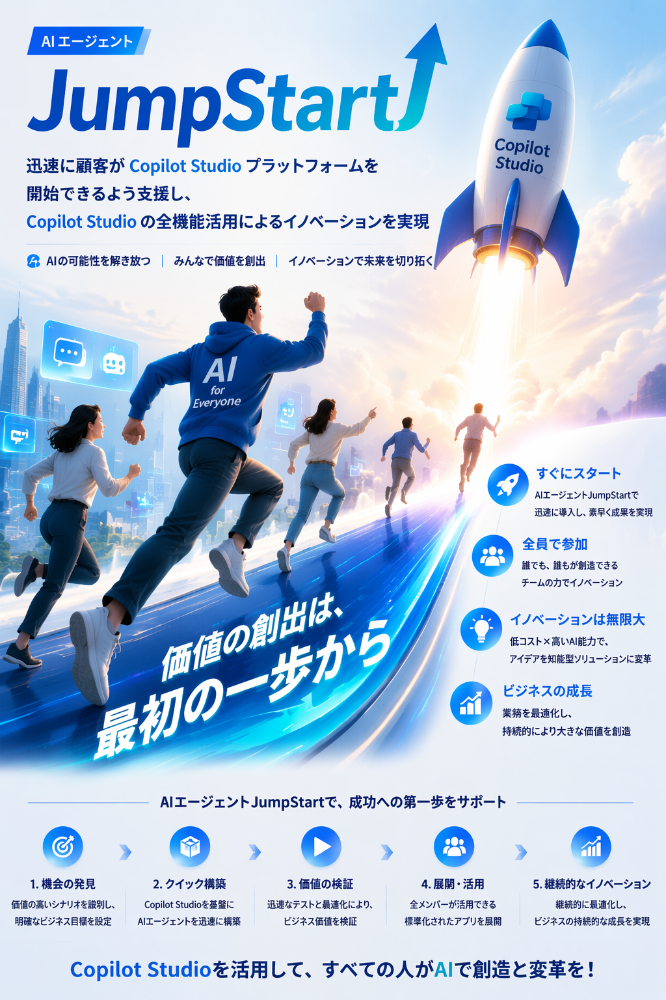 AI エージェント
JumpStart
迅速に顧客が Copilot Studio プラットフォームを
開始できるよう支援し、
Copilot Studio の全機能活用によるイノベーションを実現
AIの可能性を解き放つ | みんなで価値を創出 | イノベーションで未来を切り拓く
Copilot
Studio
AI
for
Everyone
すぐにスタート
AIエージェントJumpStartで
迅速に導入し、素早く成果を実現
全員で参加
誰でも、誰もが創造できる
チームの力でイノベーション
イノベーションは無限大
低コスト×高いAI能力で、
アイデアを知能型ソリューションに変革
ビジネスの成長
業務を最適化し、
持続的により大きな価値を創造
価値の創出は、
最初の一歩から
AIエージェントJumpStartで、成功への第一歩をサポート
1. 機会の発見
価値の高いシナリオを識別し、
明確なビジネス目標を設定
2. クイック構築
Copilot Studioを基盤に
AIエージェントを迅速に構築
3. 価値の検証
迅速なテストと最適化により、
ビジネス価値を検証
4. 展開・活用
全メンバーが活用できる
標準化されたアプリを展開
5. 継続的なイノベーション
継続的に最適化し、
ビジネスの持続的な成長を実現
Copilot Studioを活用して、すべての人がAIで創造と変革を！